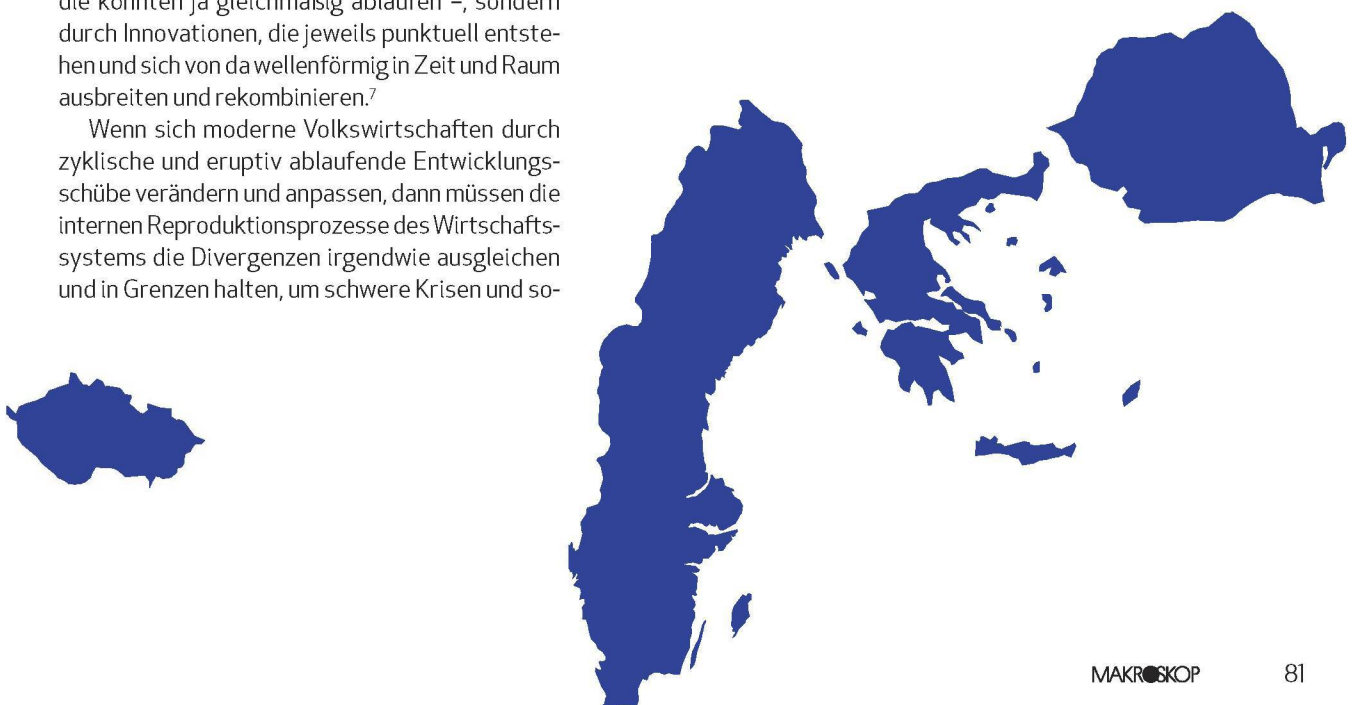 die könnten ja gleichmäßig ablaufen –, sondern
durch Innovationen, die jeweils punktuell entste-
hen und sich von da wellenförmig in Zeit und Raum
ausbreiten und rekombinieren.⁷
Wenn sich moderne Volkswirtschaften durch
zyklische und eruptiv ablaufende Entwicklungs-
schübe verändern und anpassen, dann müssen die
internen Reproduktionsprozesse des Wirtschafts-
systems die Divergenzen irgendwie ausgleichen
und in Grenzen halten, um schwere Krisen und so-
MAKROSKOP 81